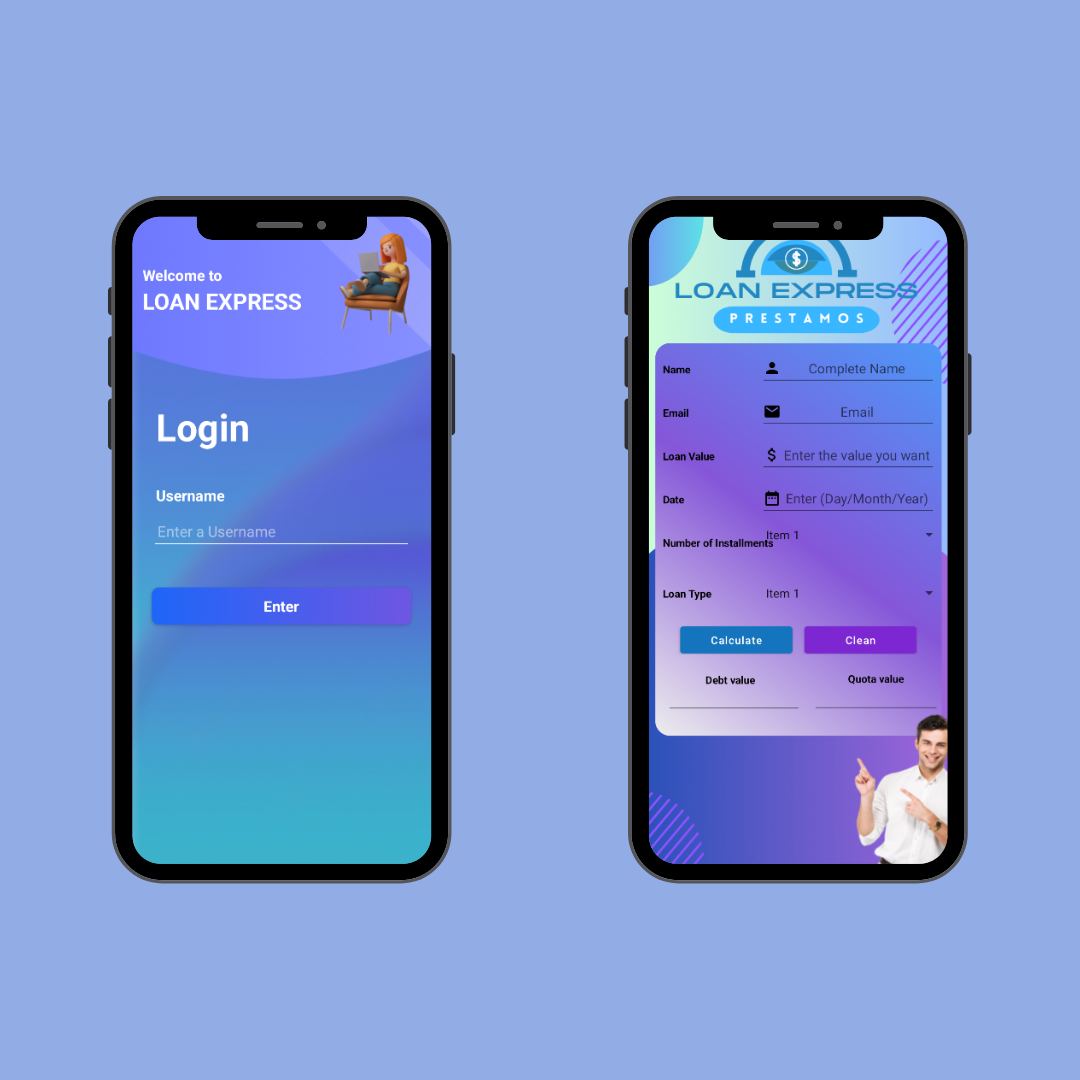 Welcome to
LOAN EXPRESS
Login
Username
Enter a Username
Enter
$
LOAN EXPRESS
PRESTAMOS
Name Complete Name
Email Email
Loan Value $ Enter the value you want
Date Enter (Day/Month/Year)
Number of Installments Item 1
Loan Type Item 1
Calculate Clean
Debt value Quota value